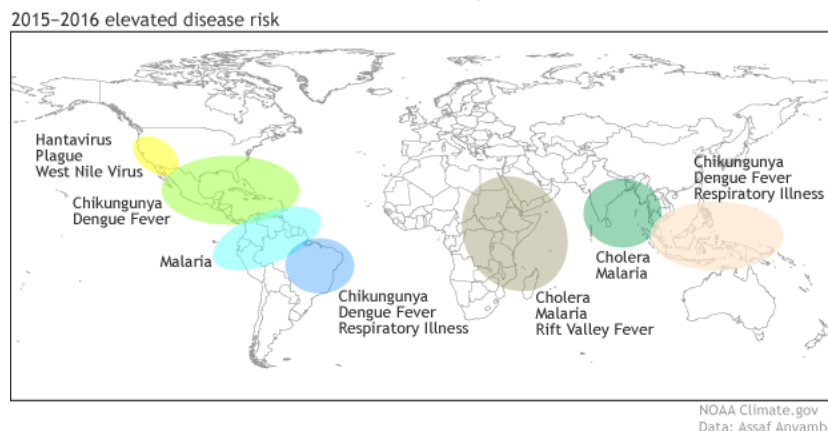 2015–2016 elevated disease risk
Hantavirus
Plague
West Nile Virus
Chikungunya
Dengue Fever
Malaria
Chikungunya
Dengue Fever
Respiratory Illness
Cholera
Malaria
Rift Valley Fever
Cholera
Malaria
Chikungunya
Dengue Fever
Respiratory Illness
NOAA Climate.gov
Data: Assaf Anyamb